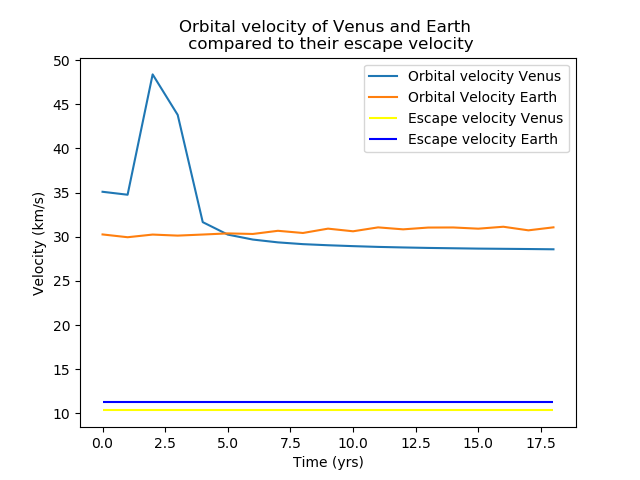 Orbital velocity of Venus and Earth
compared to their escape velocity
Orbital velocity Venus
Orbital Velocity Earth
Escape velocity Venus
Escape velocity Earth
Velocity (km/s)
50
45
40
35
30
25
20
15
10
0.0 2.5 5.0 7.5 10.0 12.5 15.0 17.5
Time (yrs)